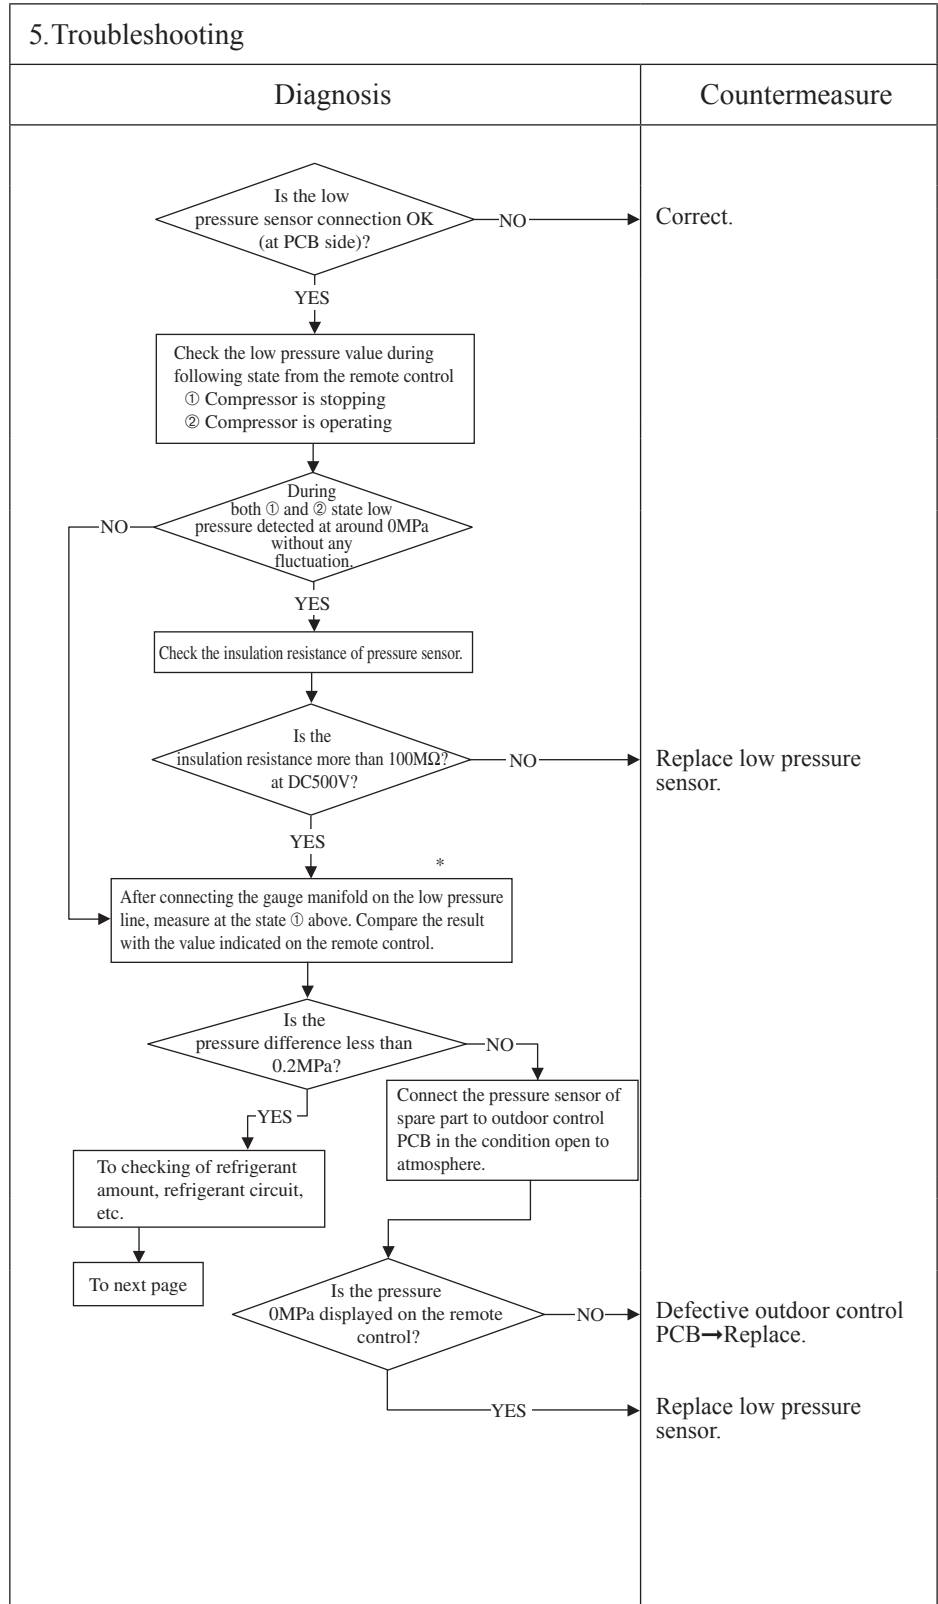 5.Troubleshooting
Diagnosis
Countermeasure
Is the low
pressure sensor connection OK
(at PCB side)?
NO
Correct.
YES
Check the low pressure value during
following state from the remote control
① Compressor is stopping
② Compressor is operating
During
both ① and ② state low
pressure detected at around 0MPa
without any
fluctuation.
NO
YES
Check the insulation resistance of pressure sensor.
Is the
insulation resistance more than 100MΩ?
at DC500V?
NO
Replace low pressure
sensor.
YES
*
After connecting the gauge manifold on the low pressure
line, measure at the state ① above. Compare the result
with the value indicated on the remote control.
Is the
pressure difference less than
0.2MPa?
NO
YES
Connect the pressure sensor of
spare part to outdoor control
PCB in the condition open to
atmosphere.
To checking of refrigerant
amount, refrigerant circuit,
etc.
To next page
Is the pressure
0MPa displayed on the remote
control?
NO
Defective outdoor control
PCB→Replace.
YES
Replace low pressure
sensor.